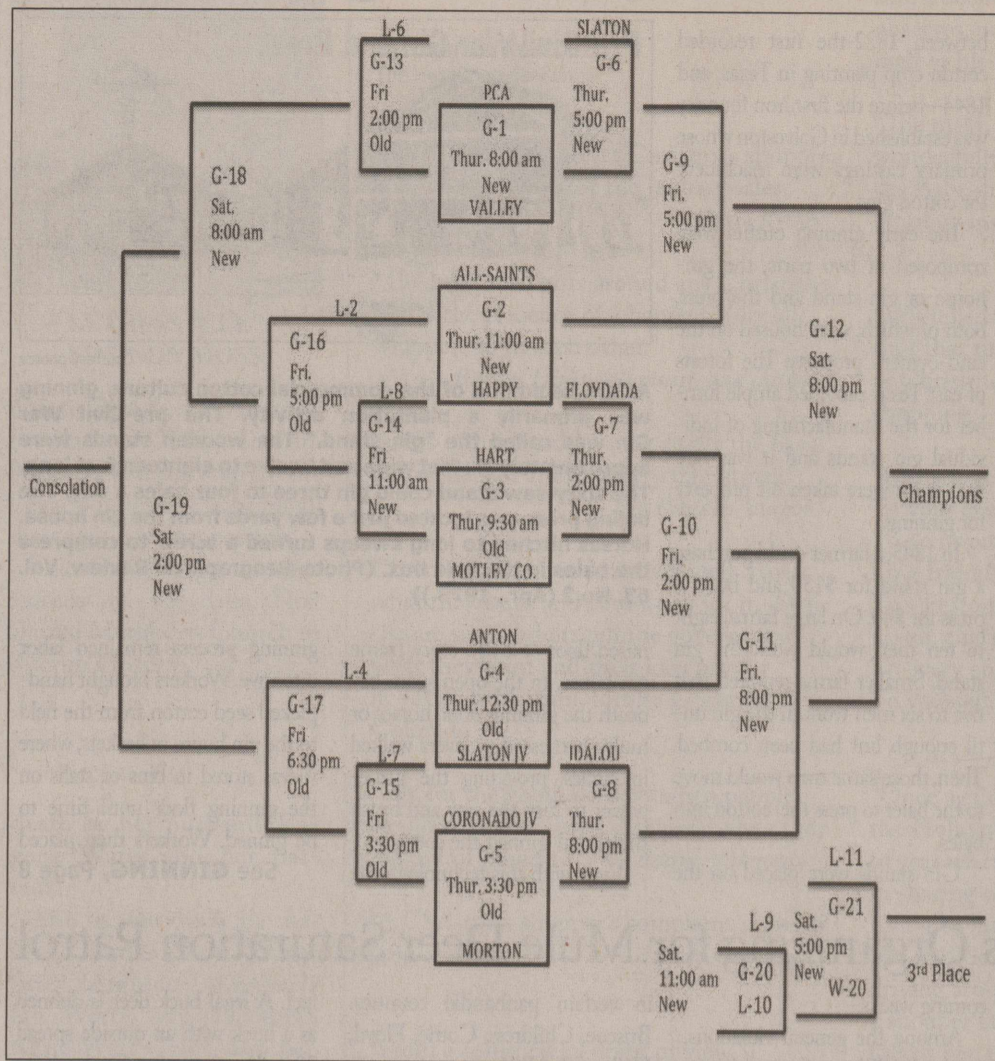 L-6
G-13
Fri
2:00 pm
Old
SLATON
G-6
Thur.
5:00 pm
New
PCA
G-1
Thur. 8:00 am
New
VALLEY
G-9
Fri.
5:00 pm
New
G-18
Sat.
8:00 am
New
ALL-SAINTS
G-2
Thur. 11:00 am
New
HAPPY
L-2
G-16
Fri.
5:00 pm
Old
G-12
Sat.
8:00 pm
New
L-8
G-14
Fri
11:00 am
New
FLOYDADA
G-7
Thur.
2:00 pm
New
HART
G-3
Thur. 9:30 am
Old
MOTLEY CO.
Consolation
Champions
G-19
Sat
2:00 pm
New
G-10
Fri.
2:00 pm
New
ANTON
G-4
Thur. 12:30 pm
Old
SLATON JV
G-11
Fri.
8:00 pm
New
L-4
G-17
Fri
6:30 pm
Old
L-7
G-15
Fri
3:30 pm
Old
IDALOU
G-8
Thur.
8:00 pm
New
CORONADO JV
G-5
Thur. 3:30 pm
Old
MORTON
L-11
G-21
Sat.
5:00 pm
New
W-20
3rd Place
L-9
Sat.
11:00 am
New
G-20
L-10